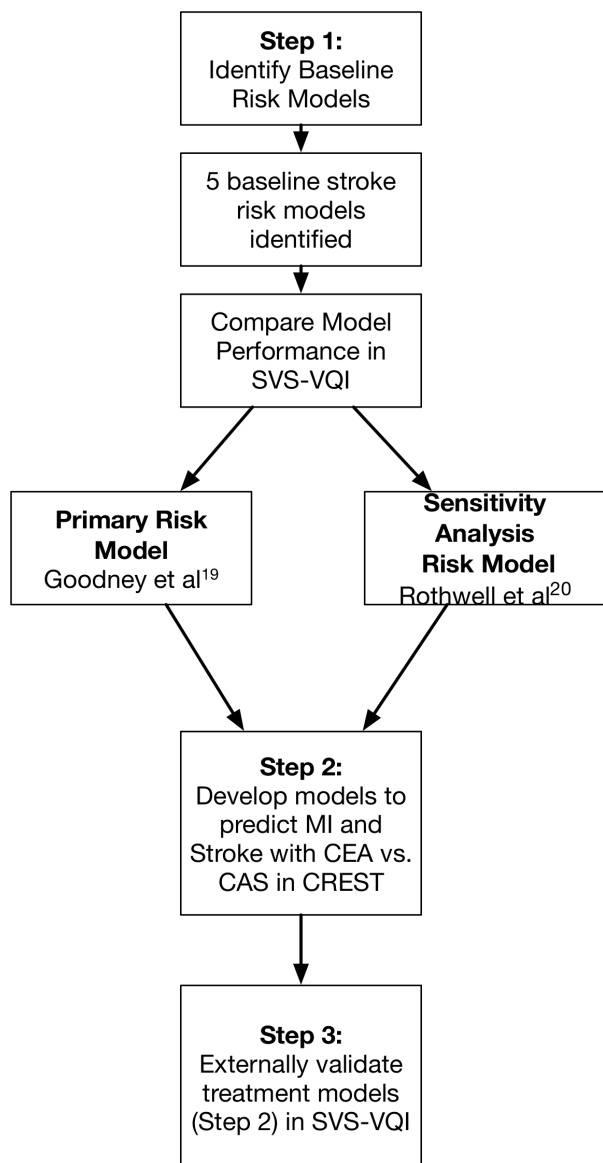 Step 1:
Identify Baseline
Risk Models
5 baseline stroke
risk models
identified
Compare Model
Performance in
SVS-VQI
Primary Risk
Model
Goodney et al19
Sensitivity
Analysis
Risk Model
Rothwell et al20
Step 2:
Develop models to
predict MI and
Stroke with CEA vs.
CAS in CREST
Step 3:
Externally validate
treatment models
(Step 2) in SVS-VQI